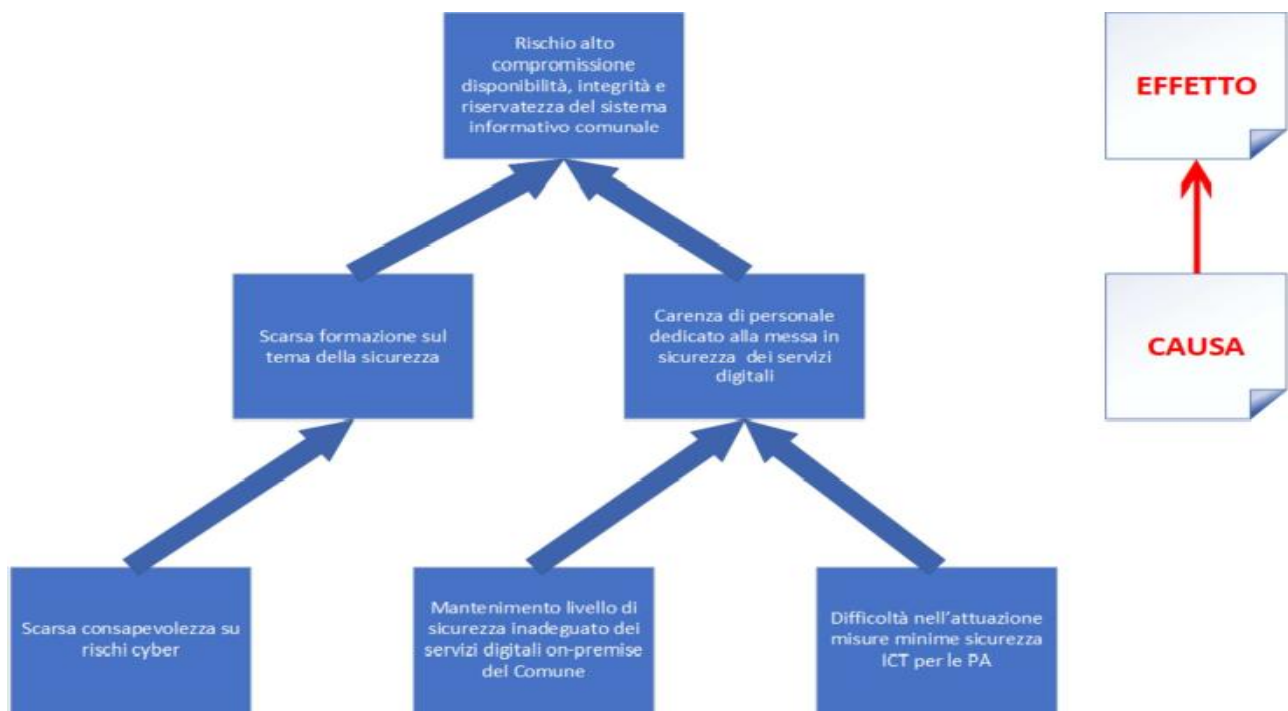 Rischio alto
compromissione
disponibilità, integrità e
riservatezza del sistema
informativo comunale
EFFETTO
Scarsa formazione sul
tema della sicurezza
Carenza di personale
dedicato alla messa in
sicurezza dei servizi
digitali
CAUSA
Scarsa consapevolezza su
rischi cyber
Mantenimento livello di
sicurezza inadeguato dei
servizi digitali on-premise
del Comune
Difficoltà nell'attuazione
misure minime sicurezza
ICT per le PA